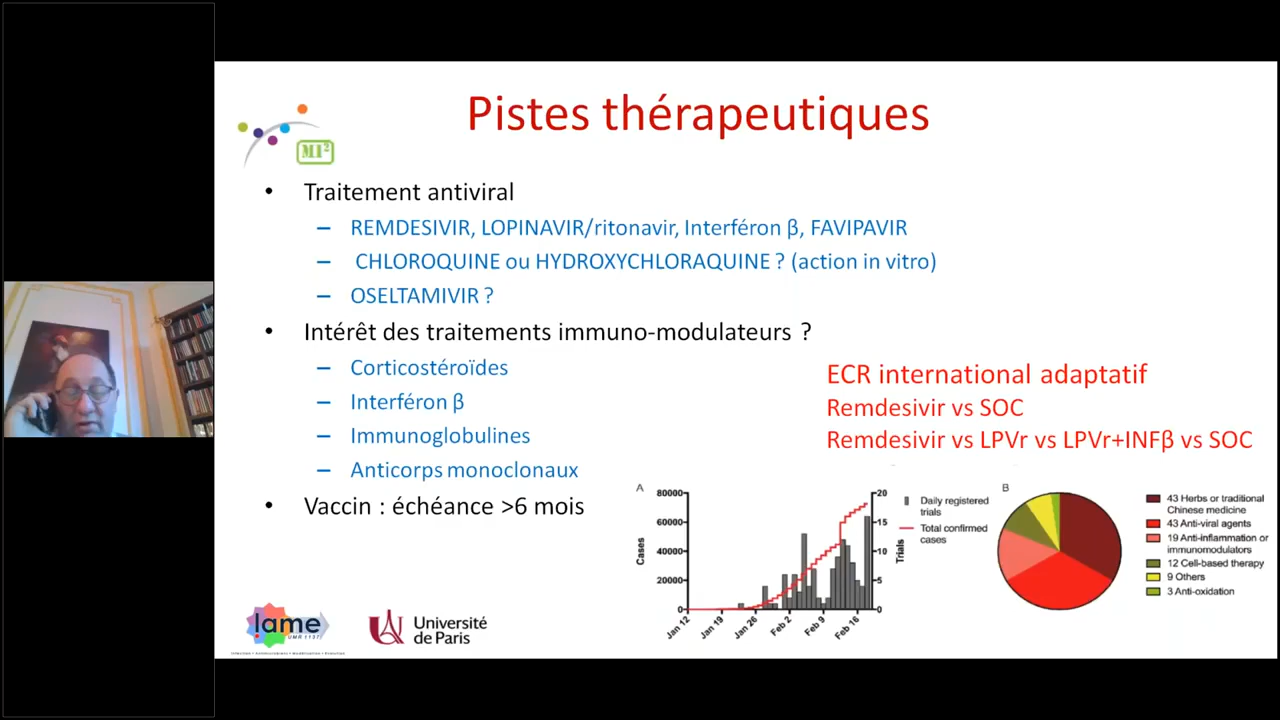 Pistes thérapeutiques
MI²
• Traitement antiviral
– REMDESIVIR, LOPINAVIR/ritonavir, Interféron β, FAVIPAVIR
– CHLOROQUINE ou HYDROXYCHLORAQUINE ? (action in vitro)
– OSELTAMIVIR ?
• Intérêt des traitements immuno-modulateurs ?
– Corticostéroïdes
– Interféron β
– Immunoglobulines
– Anticorps monoclonaux
• Vaccin : échéance >6 mois
ECR international adaptatif
Remdesivir vs SOC
Remdesivir vs LPVr vs LPVr+INFβ vs SOC
A
80000
60000
40000
20000
0
Cases
20
15
10
5
0
Trials
Jan 12
Jan 19
Jan 26
Feb 2
Feb 9
Feb 16
Daily registered
trials
Total confirmed
cases
B
43 Herbs or traditional
Chinese medicine
43 Anti-viral agents
19 Anti-inflammation or
immunomodulators
12 Cell-based therapy
9 Others
3 Anti-oxidation
Iame
UMR 1137
Université
de Paris